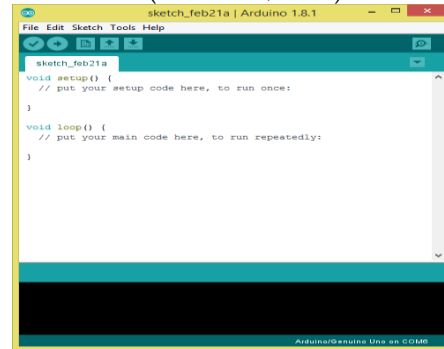 sketch_feb21a | Arduino 1.8.1
File Edit Sketch Tools Help
sketch_feb21a
void setup() {
// put your setup code here, to run once:
}
void loop() {
// put your main code here, to run repeatedly:
}
Arduino/Genuino Uno on COM6